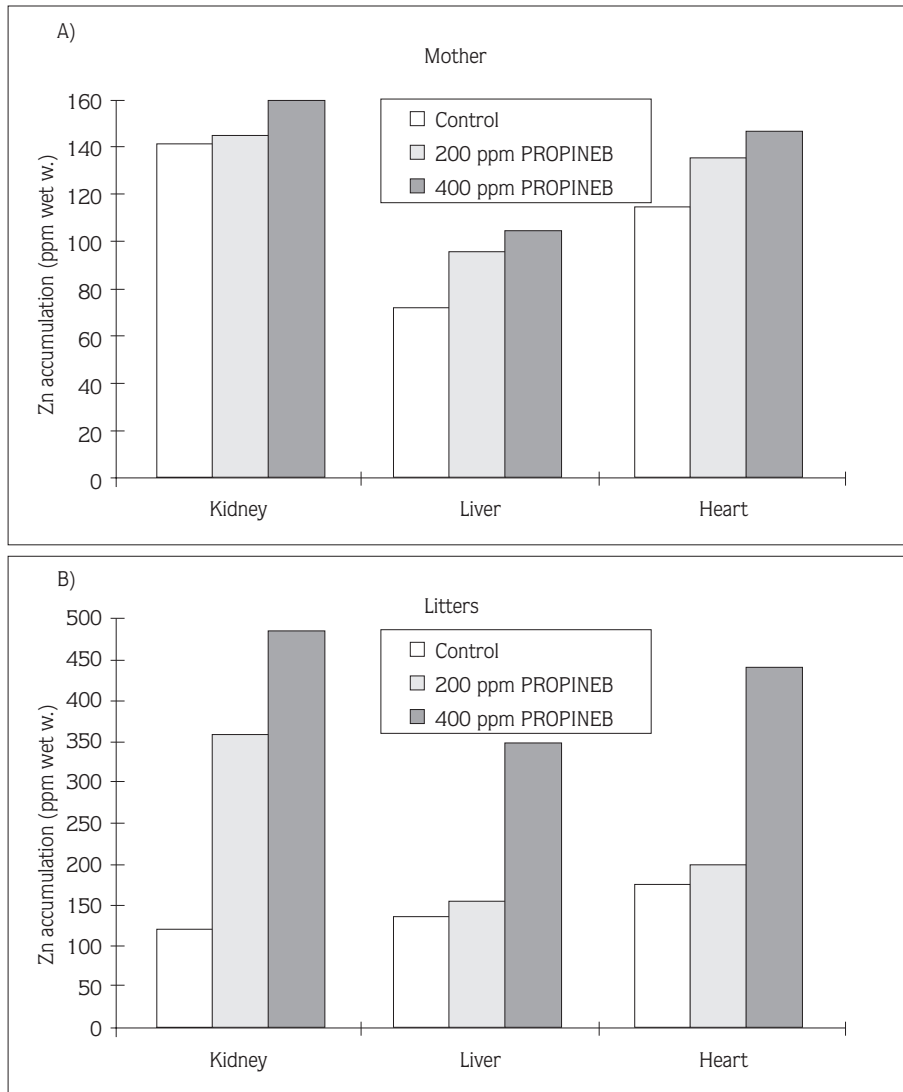 A)
Mother
Zn accumulation (ppm wet w.)
160
140
120
100
80
60
40
20
0
Control
200 ppm PROPINEB
400 ppm PROPINEB
Kidney Liver Heart
B)
Litters
Zn accumulation (ppm wet w.)
500
450
400
350
300
250
200
150
100
50
0
Control
200 ppm PROPINEB
400 ppm PROPINEB
Kidney Liver Heart